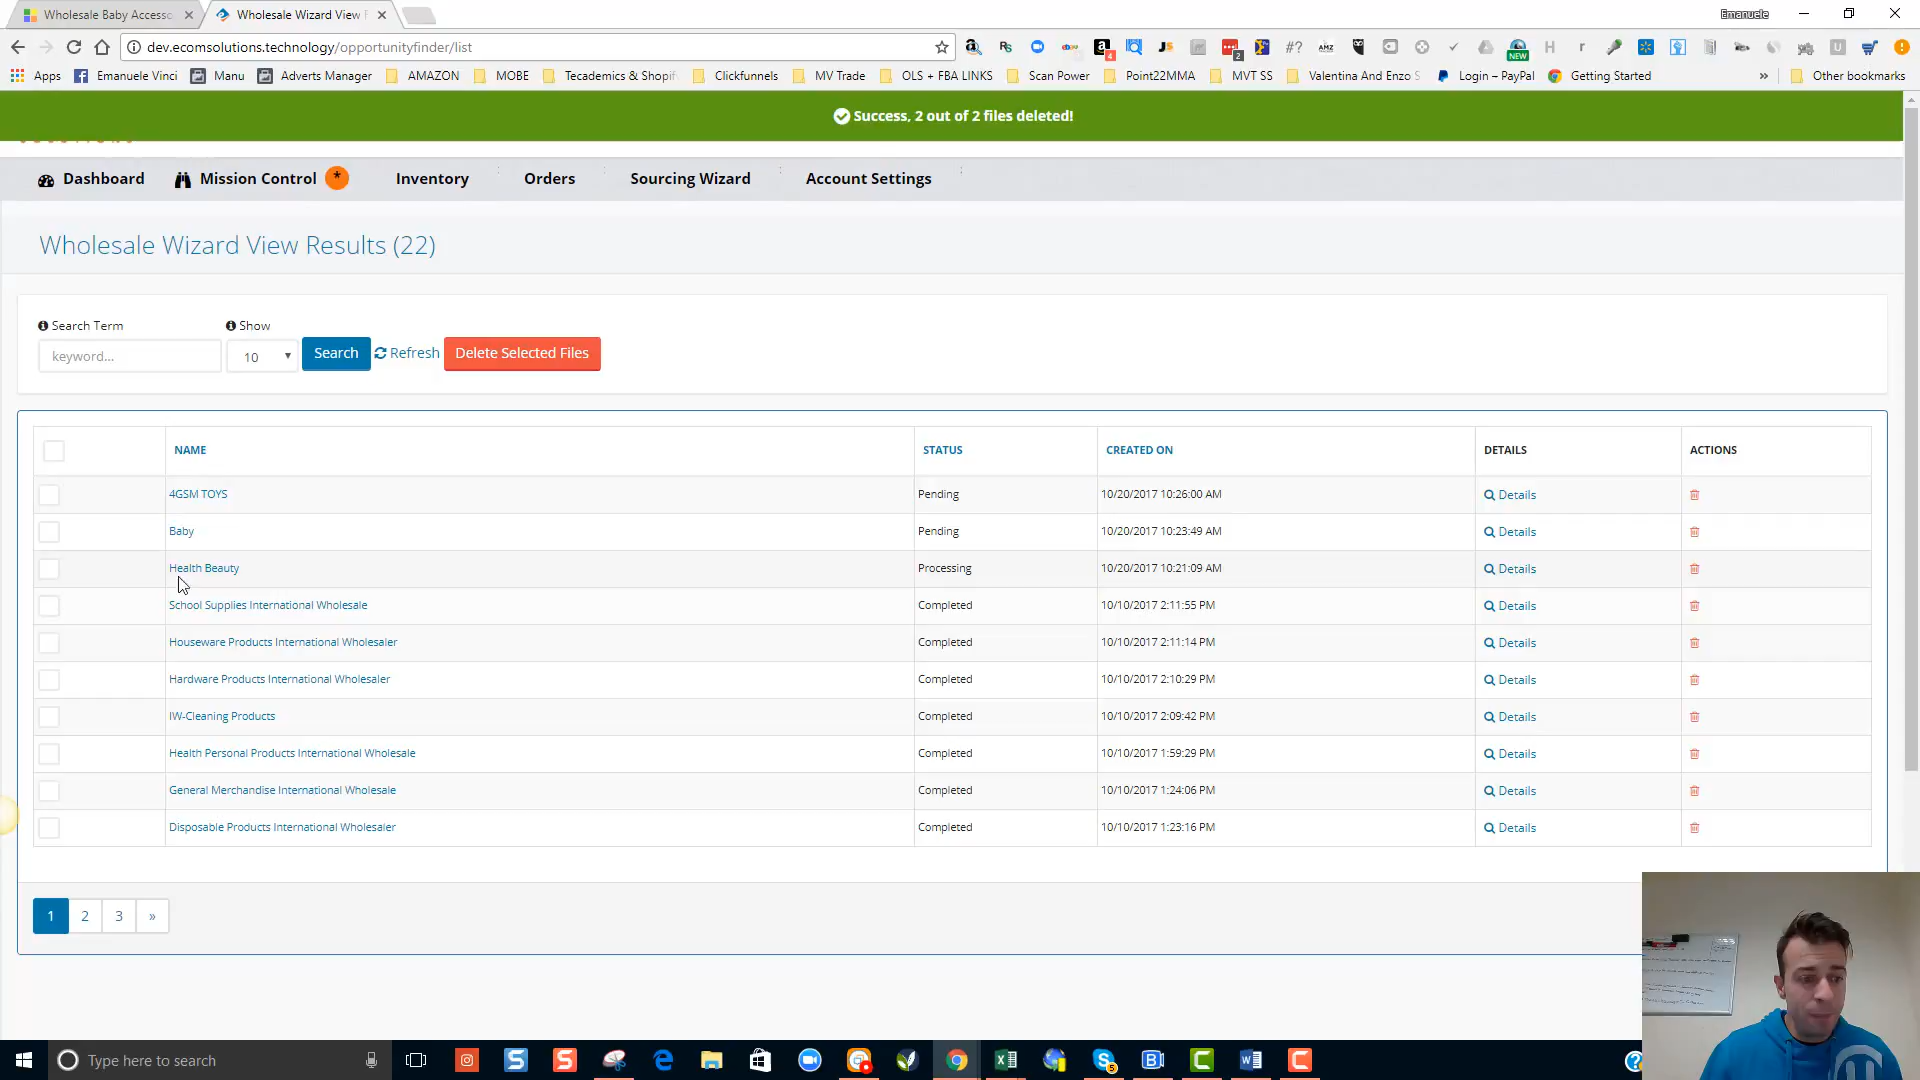 Wholesale Baby Accesso
Wholesale Wizard View
Emanuele
dev.ecomsolutions.technology/opportunityfinder/list
Apps
Emanuele Vinci
Manu
Adverts Manager
AMAZON
MOBE
Tecademics & Shopif
Clickfunnels
MV Trade
OLS + FBA LINKS
Scan Power
Point22MMA
MVT SS
Valentina And Enzo S
Login – PayPal
Getting Started
»
Other bookmarks
Success, 2 out of 2 files deleted!
Dashboard
Mission Control *
Inventory
Orders
Sourcing Wizard
Account Settings
Wholesale Wizard View Results (22)
Search Term
Show
keyword...
10
Search
Refresh
Delete Selected Files
NAME STATUS CREATED ON DETAILS ACTIONS
4GSM TOYS Pending 10/20/2017 10:26:00 AM Details
Baby Pending 10/20/2017 10:23:49 AM Details
Health Beauty Processing 10/20/2017 10:21:09 AM Details
School Supplies International Wholesale Completed 10/10/2017 2:11:55 PM Details
Houseware Products International Wholesaler Completed 10/10/2017 2:11:14 PM Details
Hardware Products International Wholesaler Completed 10/10/2017 2:10:29 PM Details
IW-Cleaning Products Completed 10/10/2017 2:09:42 PM Details
Health Personal Products International Wholesale Completed 10/10/2017 1:59:29 PM Details
General Merchandise International Wholesale Completed 10/10/2017 1:24:06 PM Details
Disposable Products International Wholesaler Completed 10/10/2017 1:23:16 PM Details
1 2 3 »
Type here to search